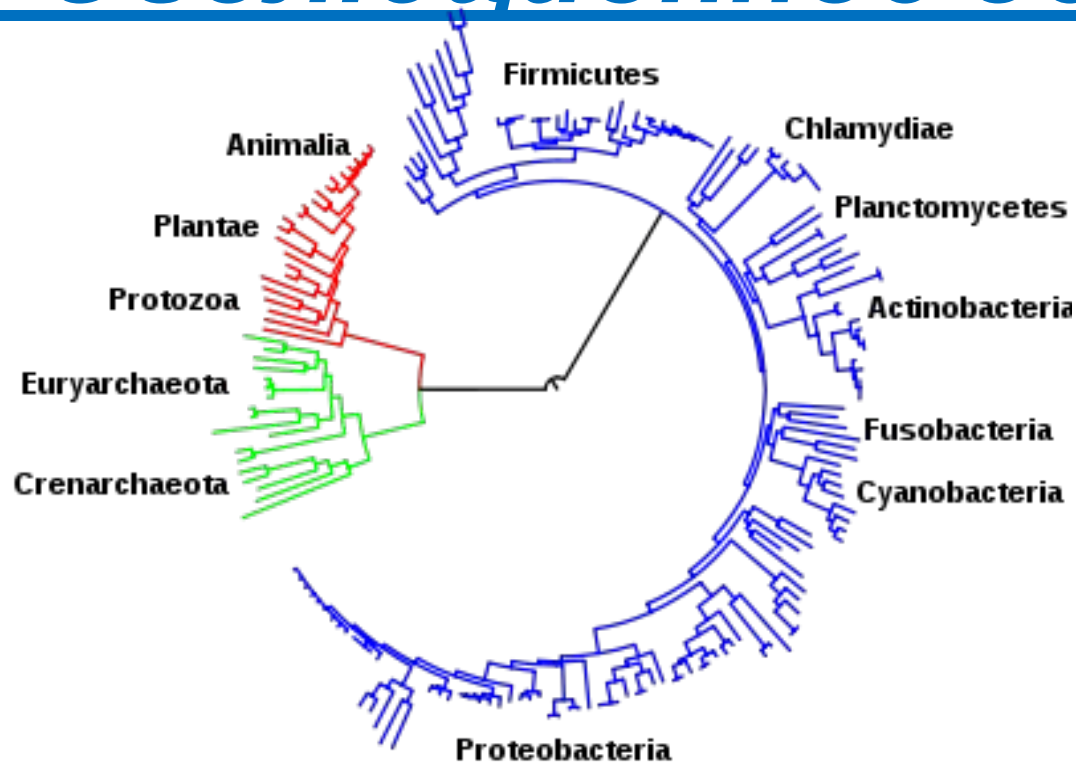 Firmicutes
Chlamydiae
Animalia
Planctomycetes
Plantae
Protozoa
Actinobacteria
Euryarchaeota
Fusobacteria
Crenarchaeota
Cyanobacteria
Proteobacteria